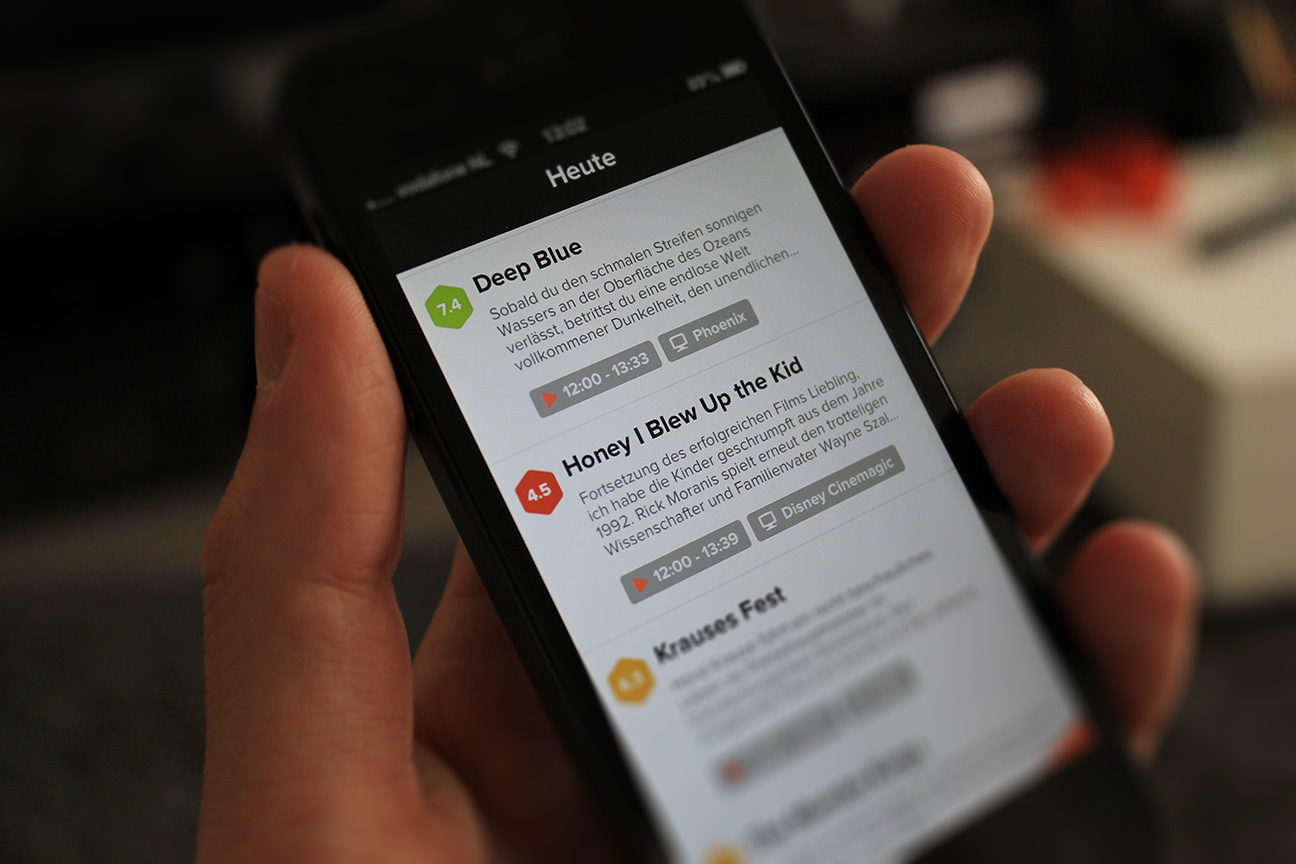 vodafone NL 13:02
Heute
Deep Blue
7.4
Sobald du den schmalen Streifen sonnigen
Wassers an der Oberfläche des Ozeans
verlässt, betrittst du eine endlose Welt
vollkommener Dunkelheit, den unendlichen...
12:00 - 13:33 Phoenix
Honey I Blew Up the Kid
4.5
Fortsetzung des erfolgreichen Films Liebling,
ich habe die Kinder geschrumpft aus dem Jahre
1992. Rick Moranis spielt erneut den trotteligen
Wissenschafter und Familienvater Wayne Szal...
12:00 - 13:39 Disney Cinemagic
Krauses Fest
6.3